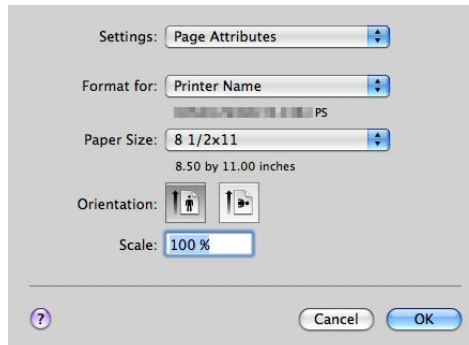 Settings: Page Attributes
Format for: Printer Name
PS
Paper Size: 8 1/2x11
8.50 by 11.00 inches
Orientation:
Scale: 100 %
? Cancel OK